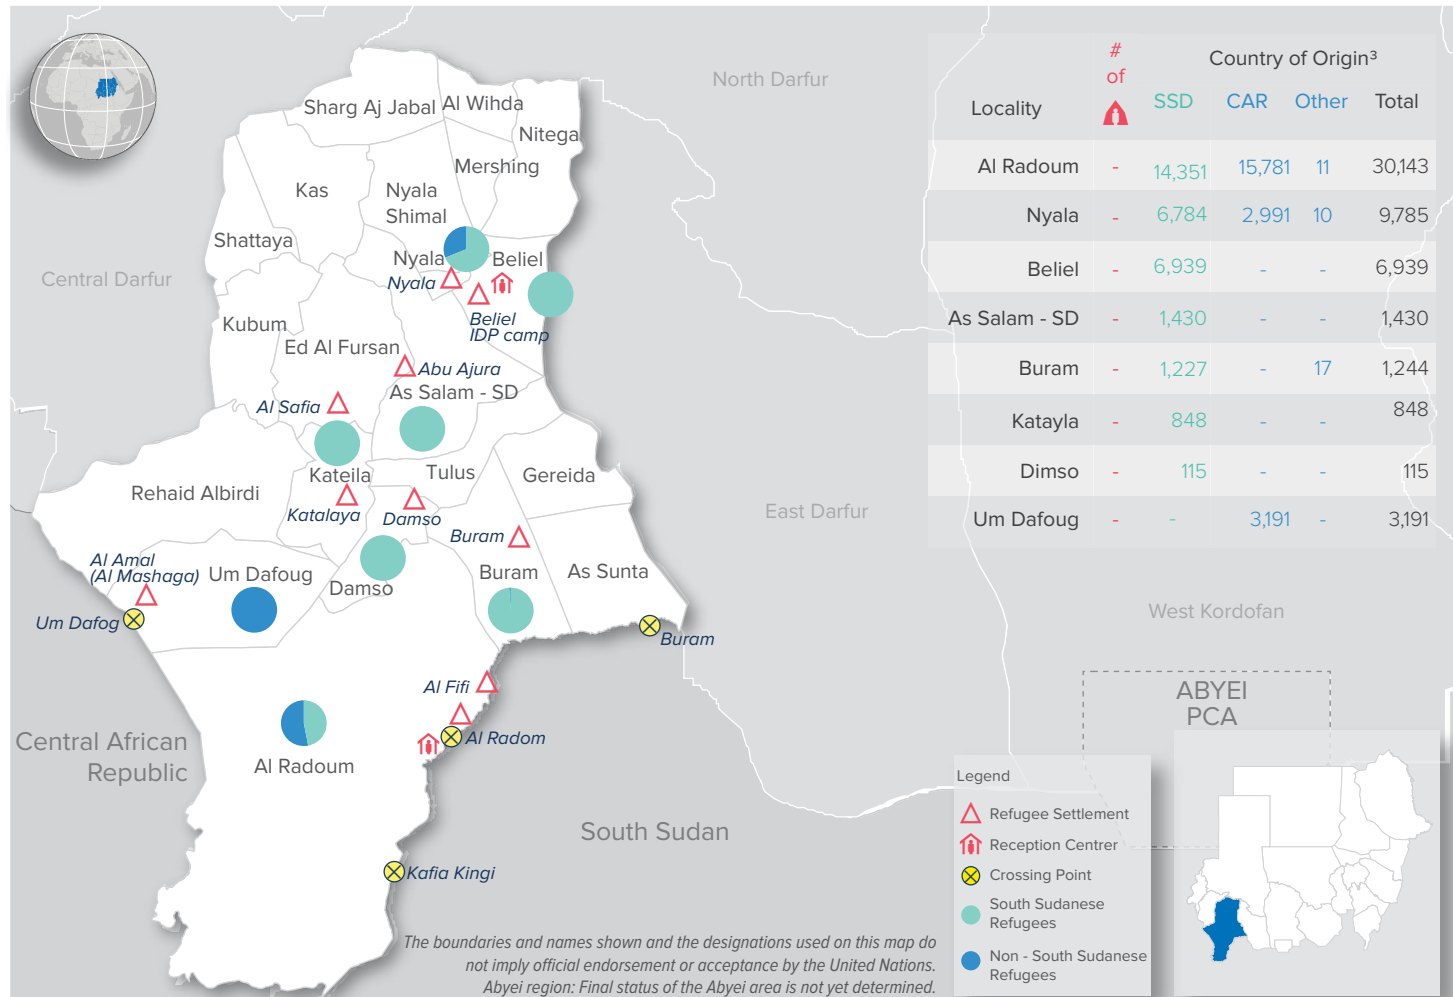 North Darfur
Central Darfur
East Darfur
West Kordofan
Central African
Republic
South Sudan
ABYEI
PCA
Sharg Aj Jabal
Al Wihda
Nitega
Mershing
Kas
Nyala
Shimal
Shattaya
Nyala
Beliel
Nyala
Beliel
IDP camp
Kubum
Ed Al Fursan
Abu Ajura
As Salam - SD
Al Safia
Kateila
Tulus
Gereida
Rehaid Albirdi
Katalaya
Damso
Buram
Al Amal
(Al Mashaga)
Um Dafoug
Damso
Buram
As Sunta
Um Dafog
Buram
Al Fifi
Al Radom
Al Radoum
Kafia Kingi
# of
Country of Origin³
Locality SSD CAR Other Total
Al Radoum - 14,351 15,781 11 30,143
Nyala - 6,784 2,991 10 9,785
Beliel - 6,939 - - 6,939
As Salam - SD - 1,430 - - 1,430
Buram - 1,227 - 17 1,244
Katayla - 848 - - 848
Dimso - 115 - - 115
Um Dafoug - - 3,191 - 3,191
Legend
Refugee Settlement
Reception Centrer
Crossing Point
South Sudanese
Refugees
Non - South Sudanese
Refugees
The boundaries and names shown and the designations used on this map do
not imply official endorsement or acceptance by the United Nations.
Abyei region: Final status of the Abyei area is not yet determined.